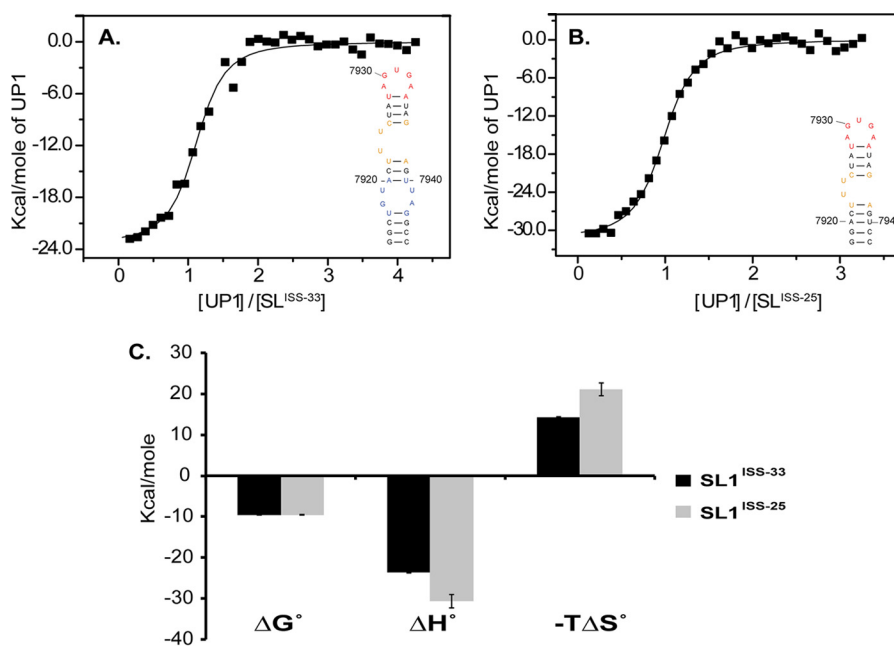 A.
0.0
-6.0
-12.0
-18.0
-24.0
Kcal/mole of UP1
0 1 2 3 4
[UP1]/[SL^ISS-33]
7930
7920
7940
G U G
A A
U A
A U
U A
C G
U
U
U A
C G
A U
U U
G A
U G
C G
G C
G C
B.
0.0
-6.0
-12.0
-18.0
-24.0
-30.0
Kcal/mole of UP1
0 1 2 3
[UP1]/[SL^ISS-25]
7930
7920
794
G U G
A A
U A
A U
U A
C G
U
U
U A
C G
A U
G C
G C
C.
30
20
10
0
-10
-20
-30
-40
Kcal/mole
ΔG° ΔH° -TΔS°
SL1^ISS-33
SL1^ISS-25